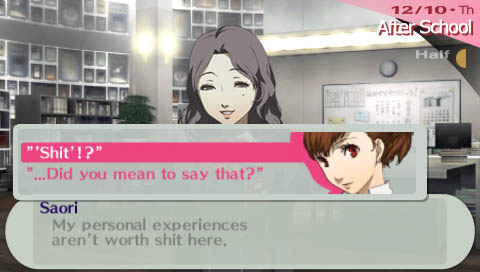 12/10・Th
After School
Half
"'Shit'!?"
"...Did you mean to say that?"
Saori
My personal experiences
aren't worth shit here.